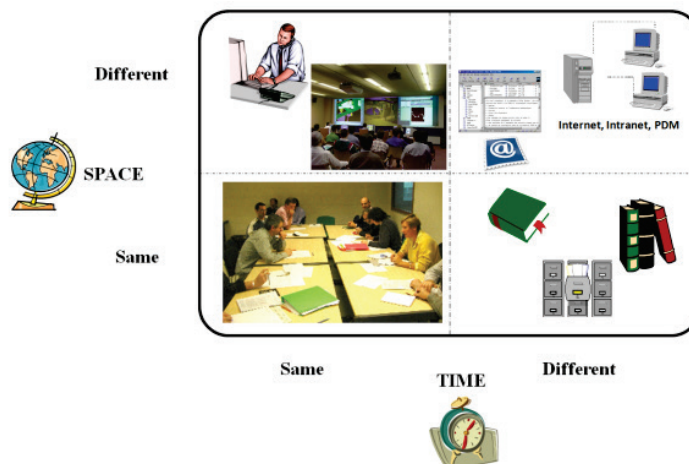 Different
Internet, Intranet, PDM
SPACE
Same
Same
Different
TIME
@